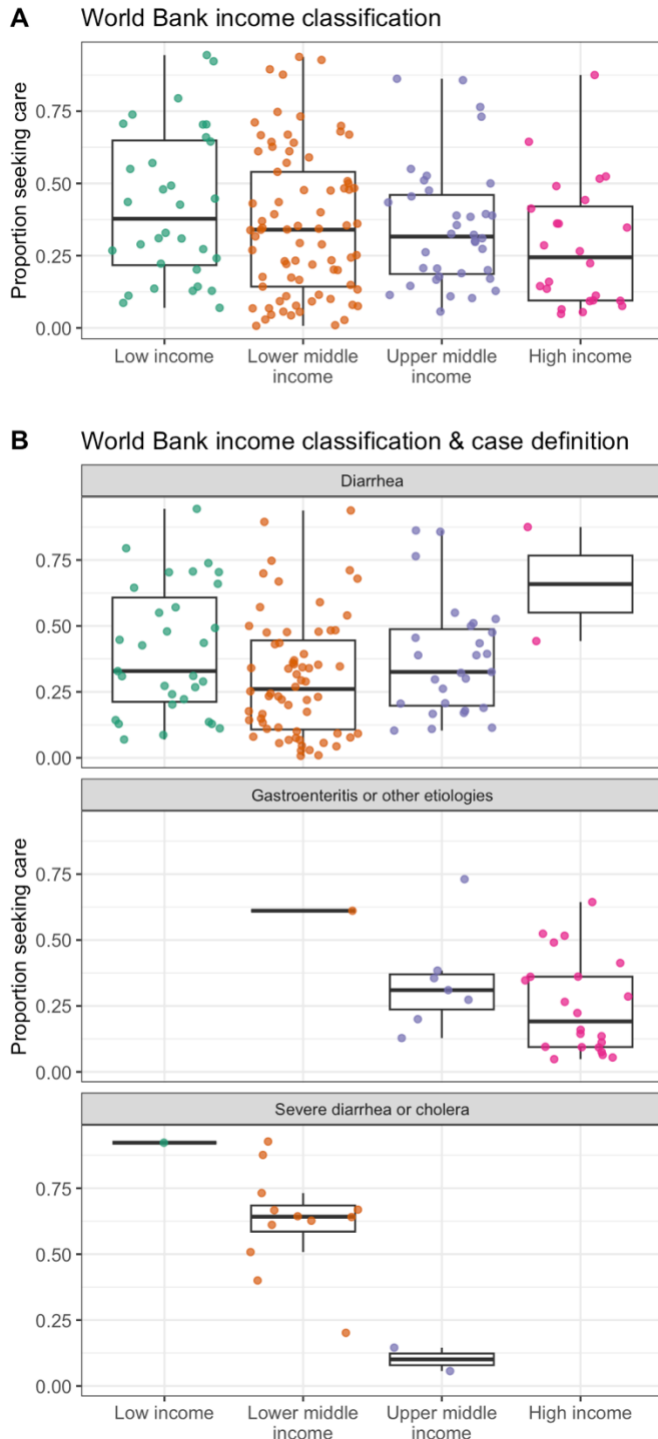 A World Bank income classification
Proportion seeking care
0.75
0.50
0.25
0.00
Low income Lower middle income Upper middle income High income
B World Bank income classification & case definition
Diarrhea
0.75
0.50
0.25
0.00
Gastroenteritis or other etiologies
Proportion seeking care
0.75
0.50
0.25
0.00
Severe diarrhea or cholera
0.75
0.50
0.25
0.00
Low income Lower middle income Upper middle income High income